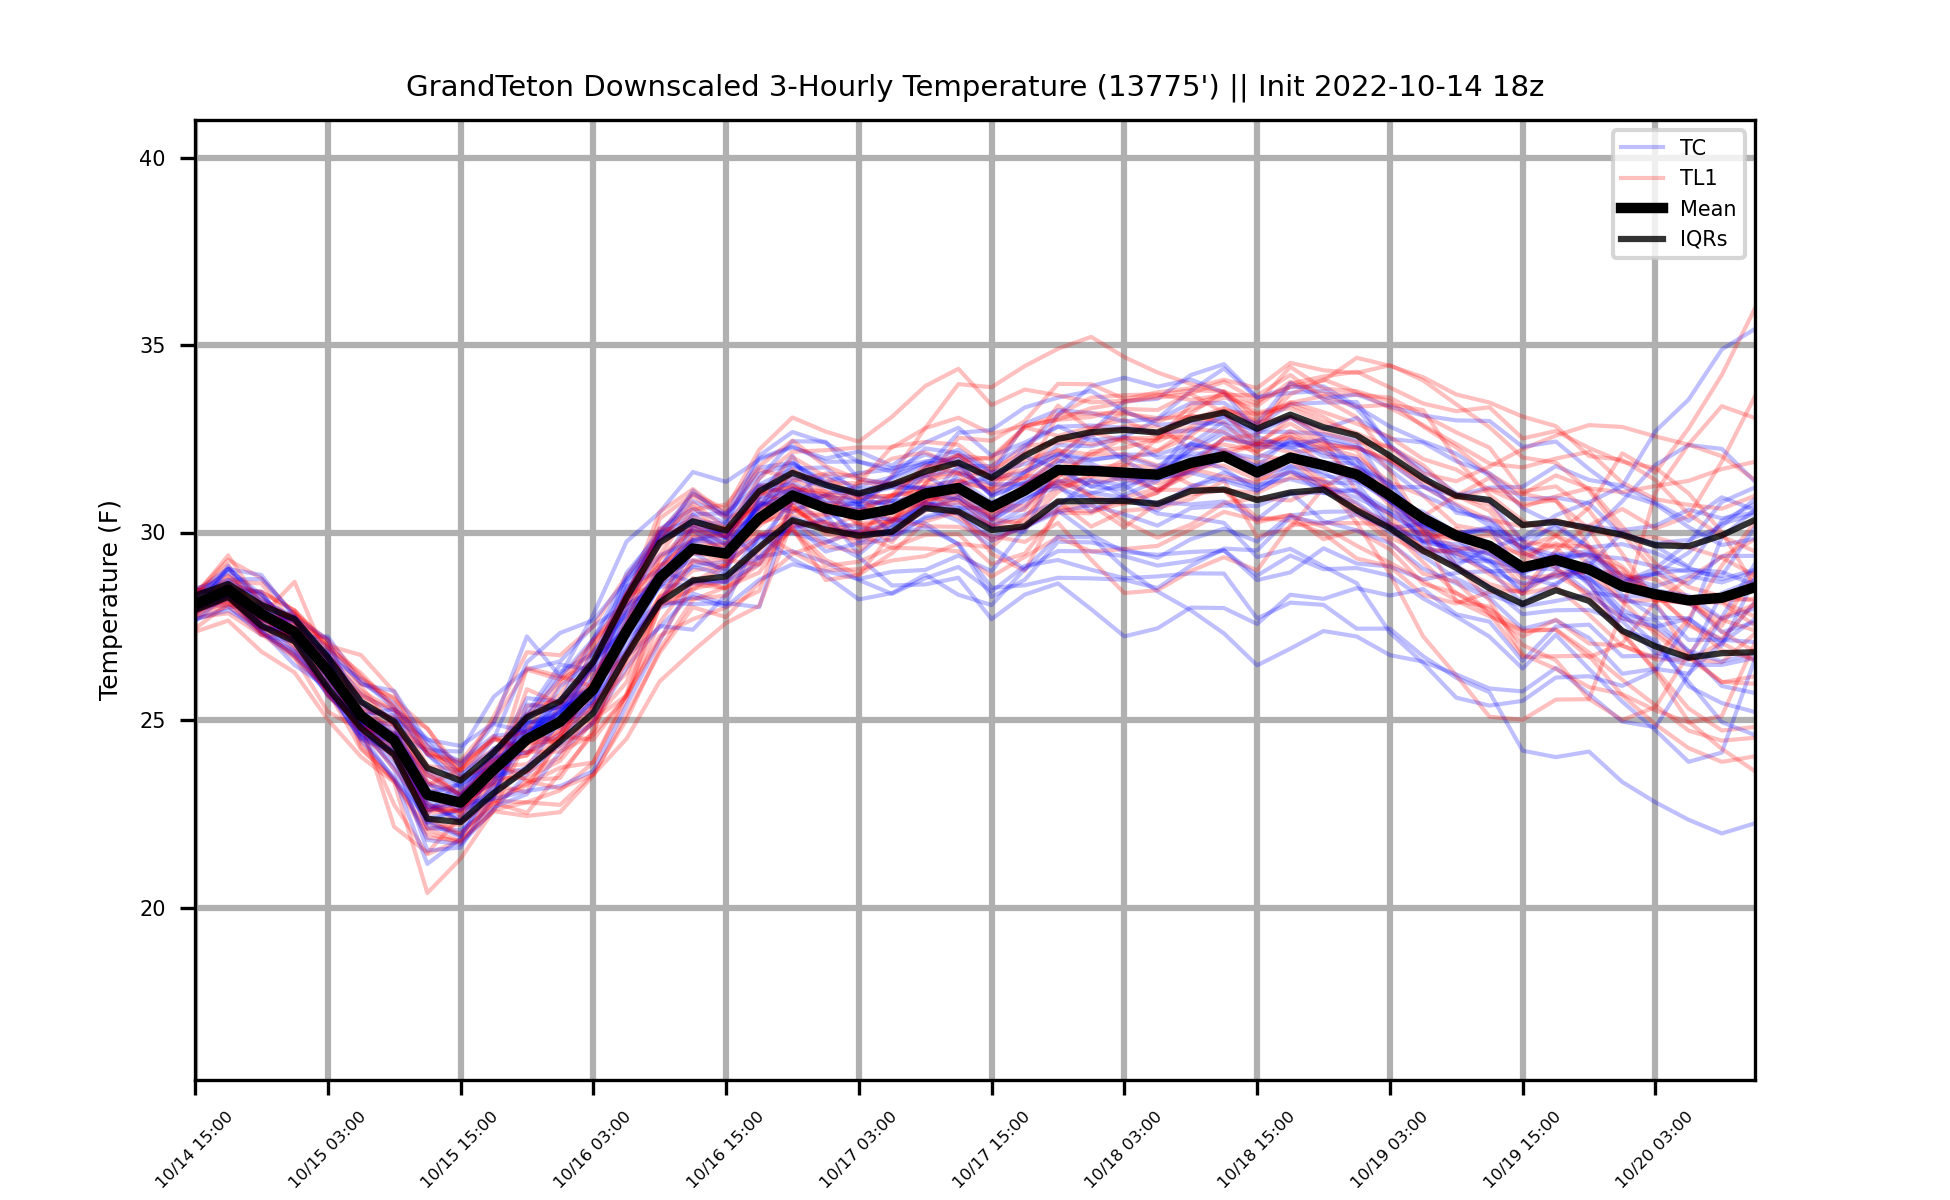 GrandTeton Downscaled 3-Hourly Temperature (13775') || Init 2022-10-14 18z
TC
TL1
Mean
IQRs
Temperature (F)
40
35
30
25
20
10/14 15:00
10/15 03:00
10/15 15:00
10/16 03:00
10/16 15:00
10/17 03:00
10/17 15:00
10/18 03:00
10/18 15:00
10/19 03:00
10/19 15:00
10/20 03:00